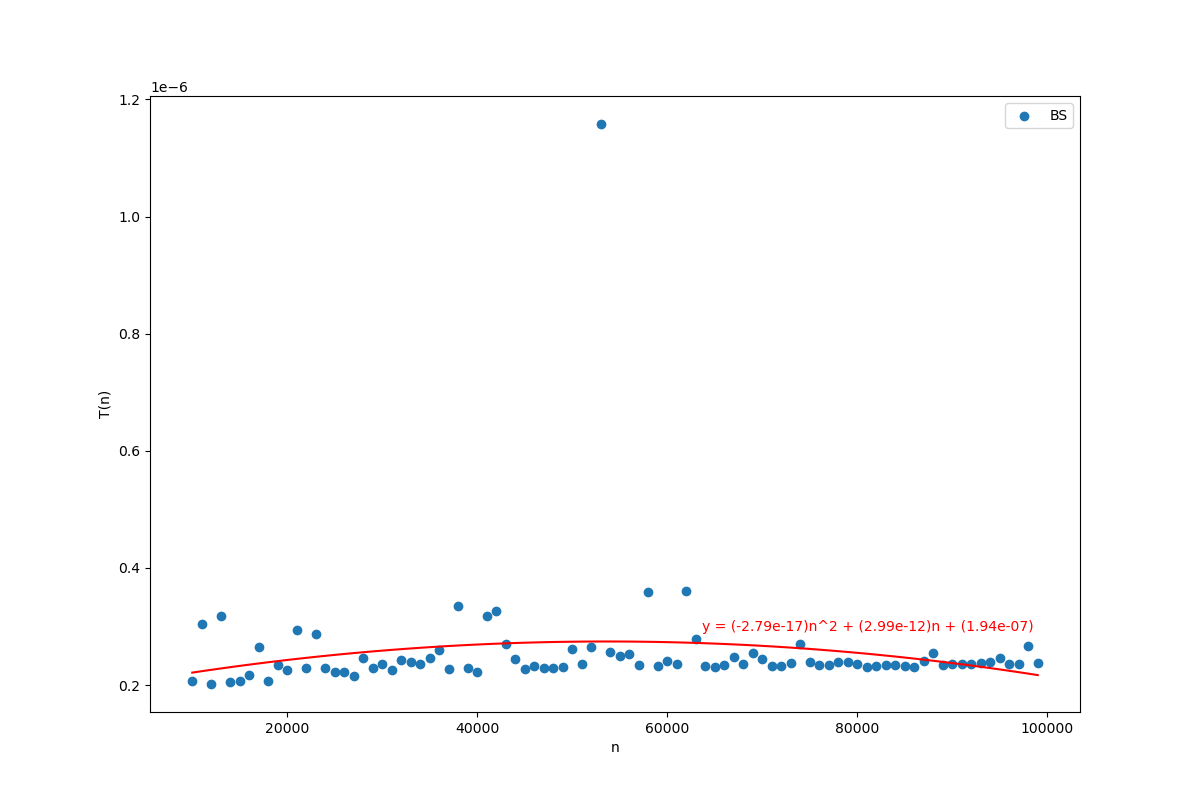 1e−6
BS
1.2
1.0
0.8
0.6
0.4
0.2
T(n)
y = (-2.79e-17)n^2 + (2.99e-12)n + (1.94e-07)
20000
40000
60000
80000
100000
n